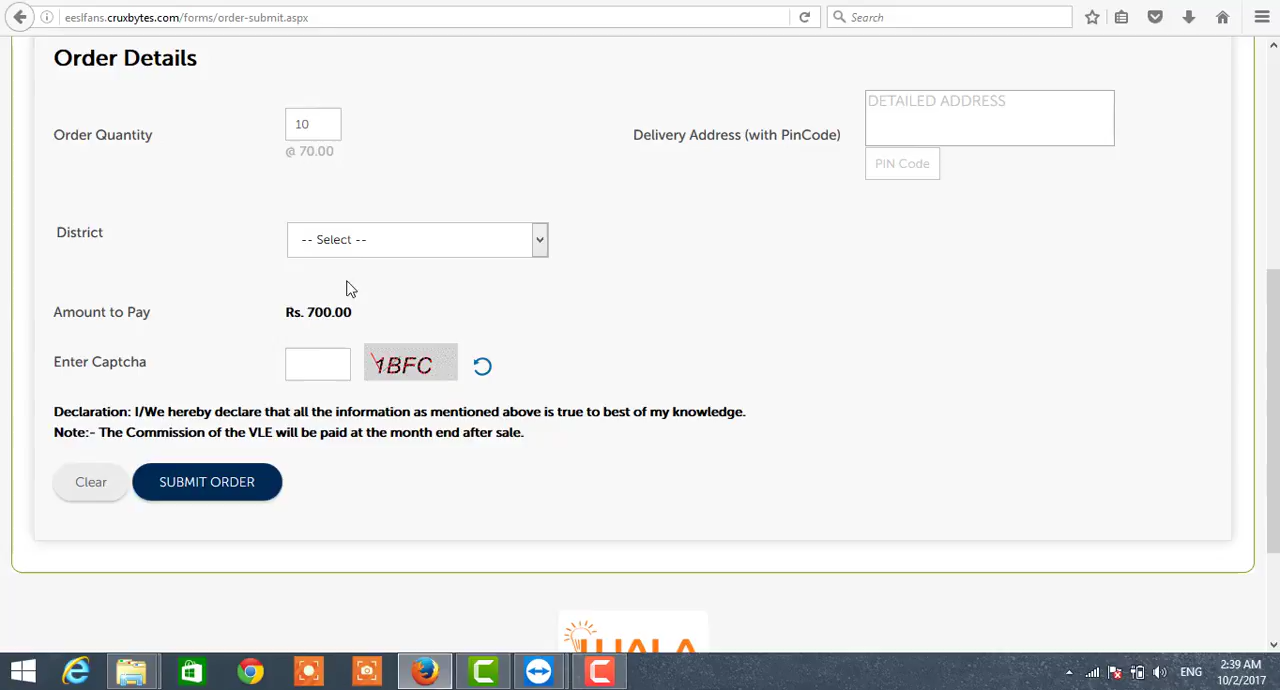 eeslfans.cruxbytes.com/forms/order-submit.aspx
Search
Order Details
Order Quantity
10
@ 70.00
Delivery Address (with PinCode)
DETAILED ADDRESS
PIN Code
District
-- Select --
Amount to Pay
Rs. 700.00
Enter Captcha
1BFC
Declaration: I/We hereby declare that all the information as mentioned above is true to best of my knowledge.
Note:- The Commission of the VLE will be paid at the month end after sale.
Clear
SUBMIT ORDER
ENG
2:39 AM
10/2/2017